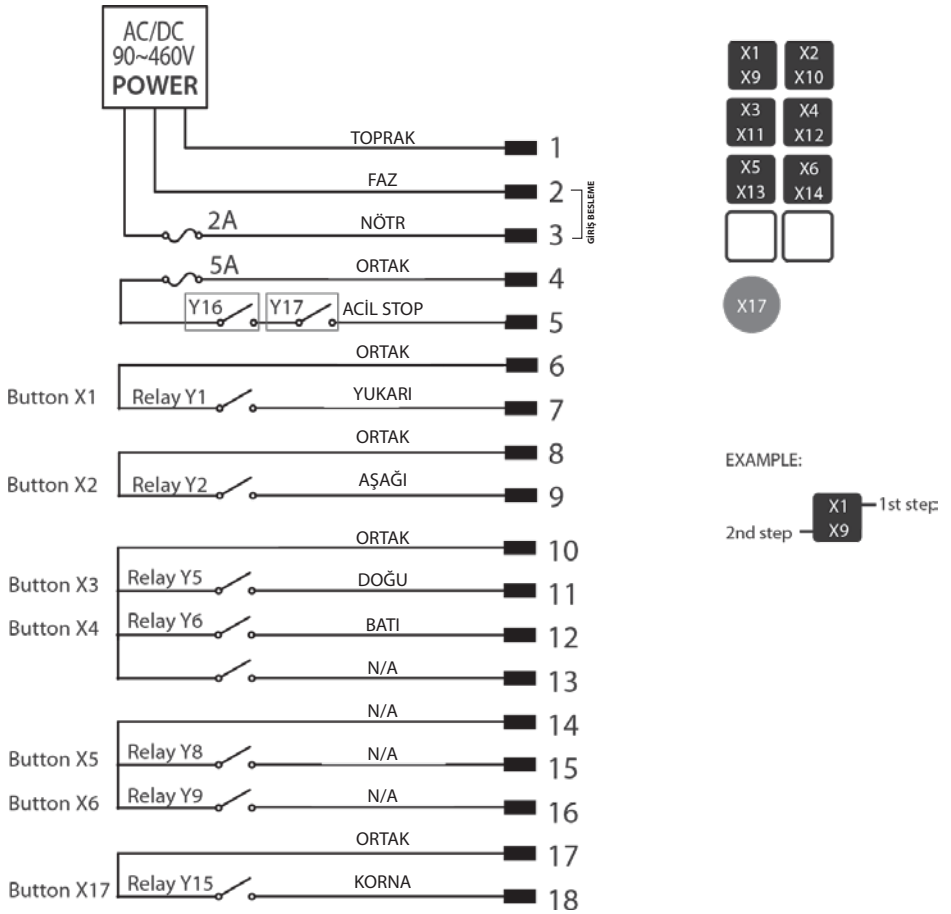 AC/DC
90~460V
POWER
TOPRAK 1
FAZ 2
GİRİŞ BESLEME
2A NÖTR 3
5A ORTAK 4
Y16 Y17 ACİL STOP 5
ORTAK 6
Button X1 Relay Y1 YUKARI 7
ORTAK 8
Button X2 Relay Y2 AŞAĞI 9
ORTAK 10
Button X3 Relay Y5 DOĞU 11
Button X4 Relay Y6 BATI 12
N/A 13
N/A 14
Button X5 Relay Y8 N/A 15
Button X6 Relay Y9 N/A 16
ORTAK 17
Button X17 Relay Y15 KORNA 18
X1 X2
X9 X10
X3 X4
X11 X12
X5 X6
X13 X14
X17
EXAMPLE:
X1 1st step
2nd step X9